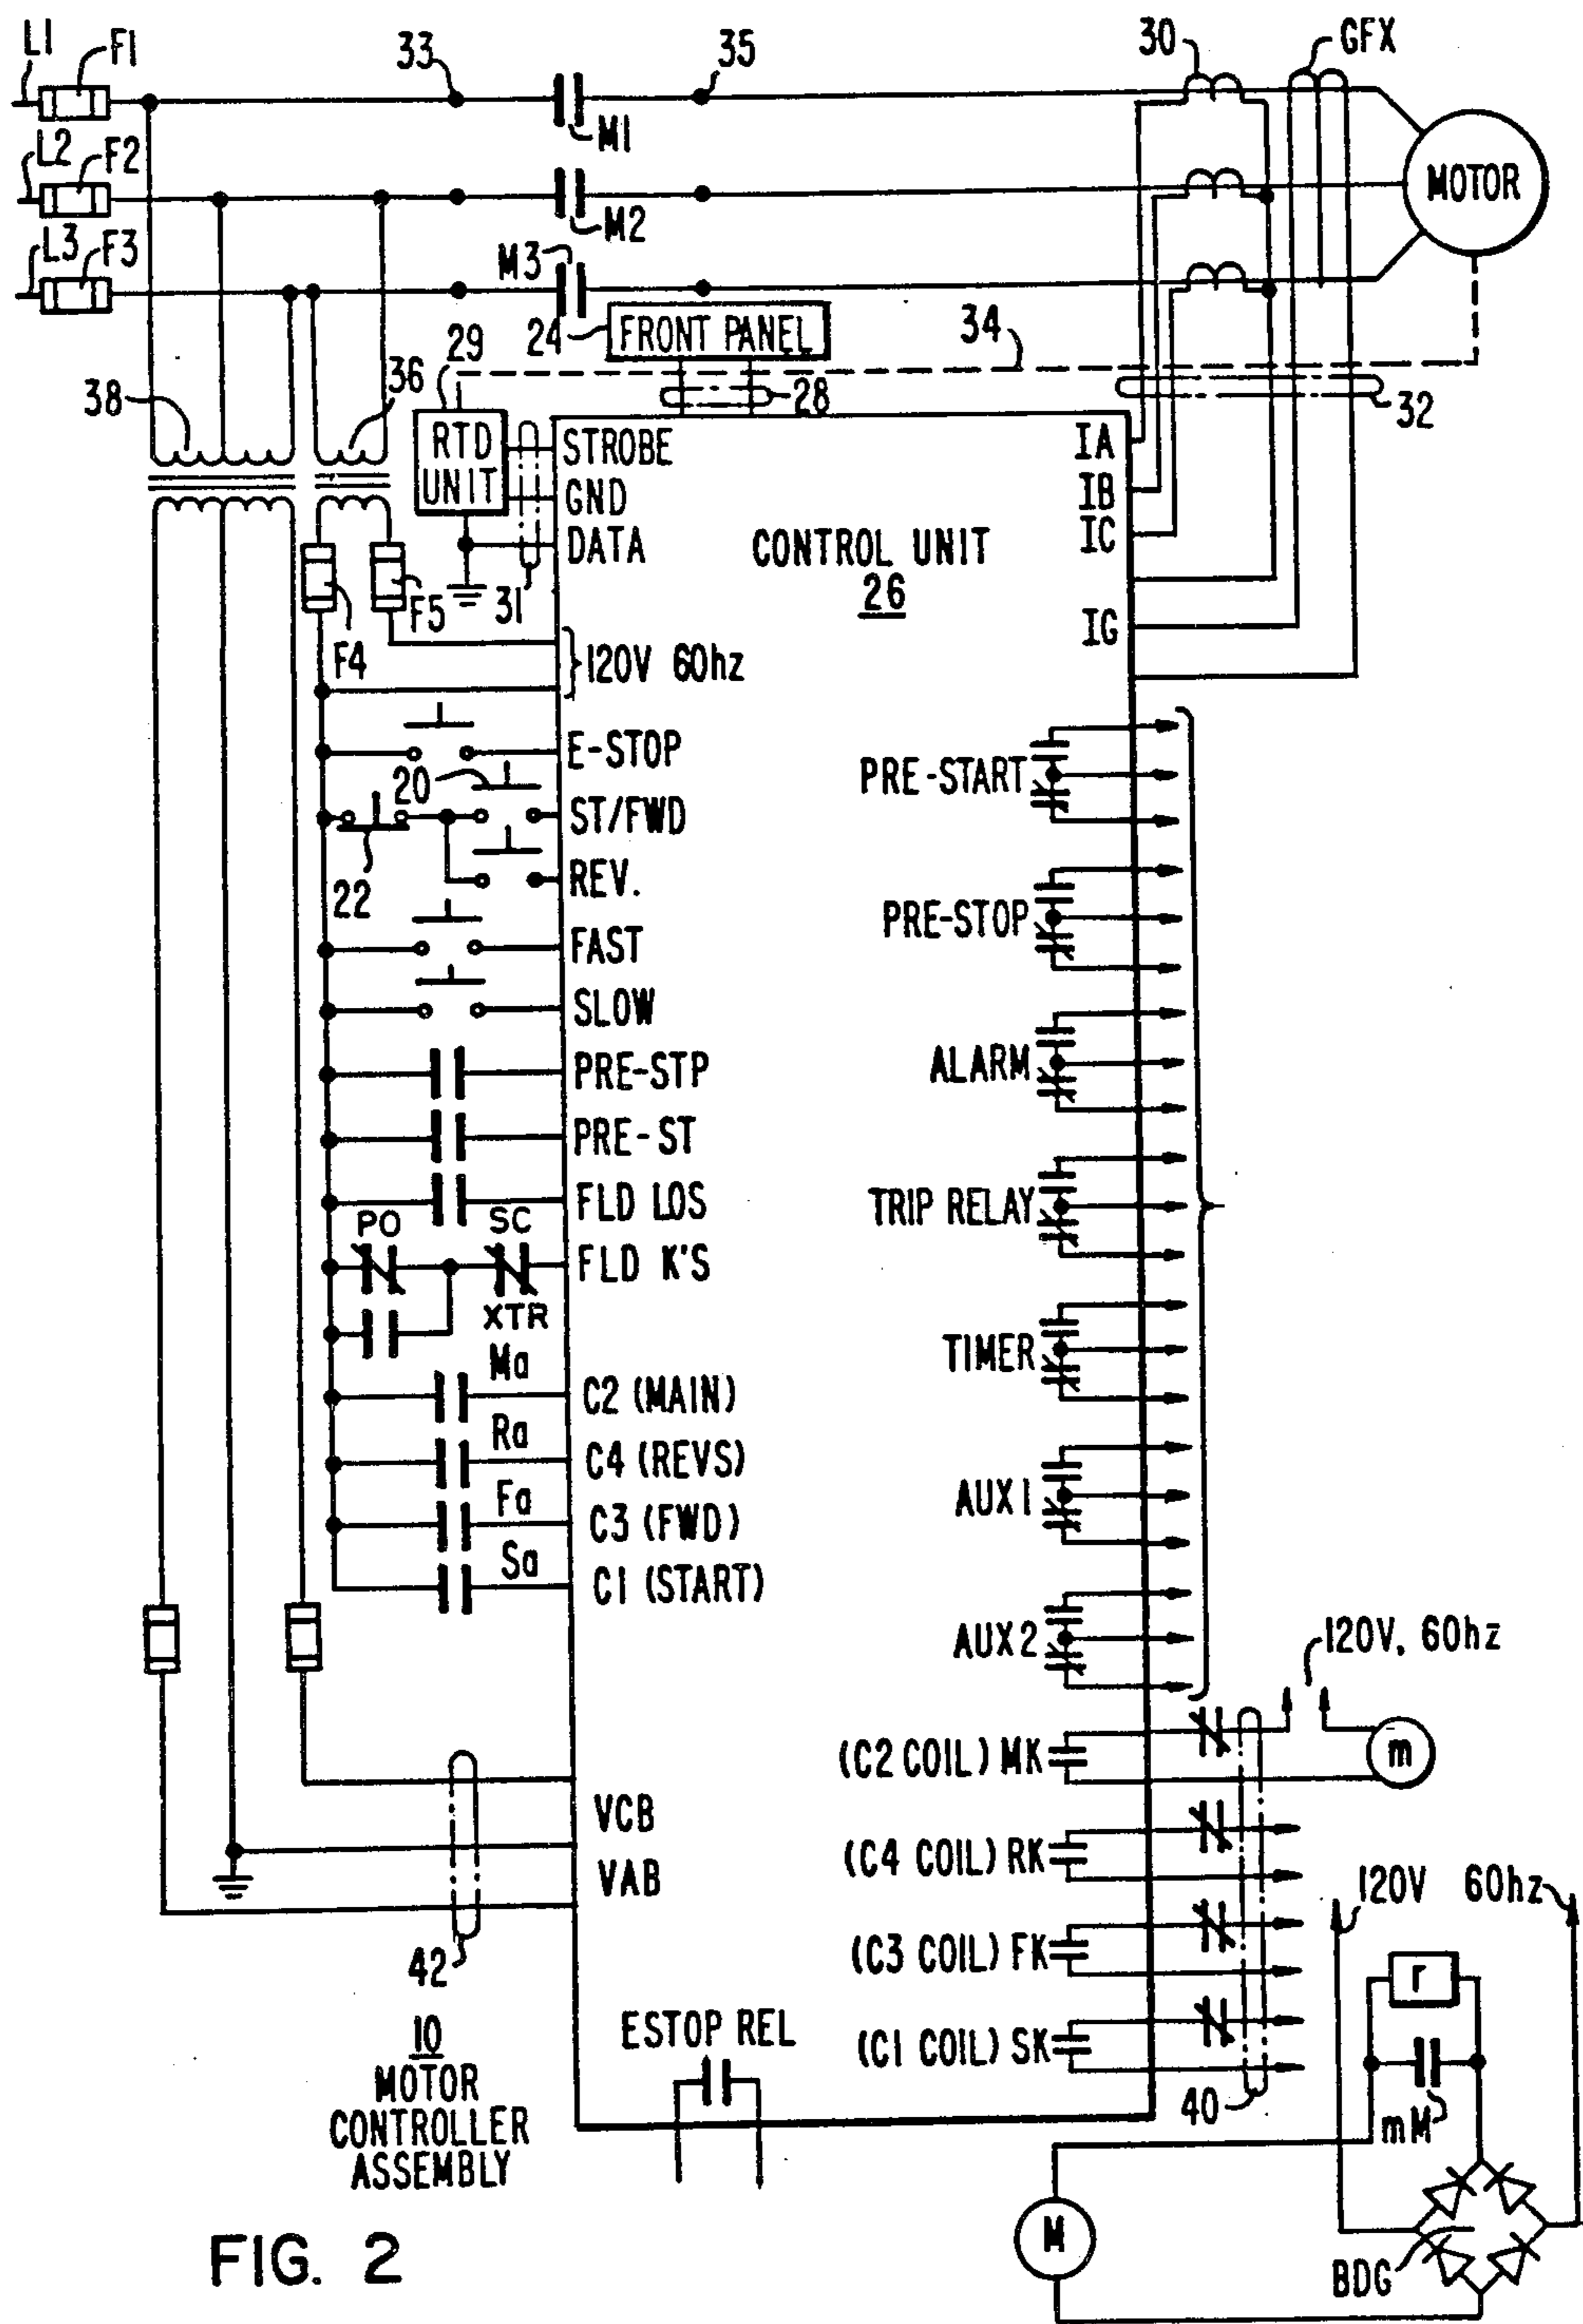 L1
F1
33
35
30
GFX
M1
L2
F2
MOTOR
M2
L3
F3
M3
24
FRONT PANEL
34
29
36
38
28
32
RTD
UNIT
STROBE
GND
DATA
IA
IB
IC
IG
CONTROL UNIT
26
31
F4
F5
120V 60hz
E-STOP
20
ST/FWD
22
REV.
FAST
SLOW
PRE-STP
PRE-ST
FLD LOS
PO
SC
FLD K'S
XTR
Ma
C2 (MAIN)
Ra
C4 (REVS)
Fa
C3 (FWD)
Sa
C1 (START)
PRE-START
PRE-STOP
ALARM
TRIP RELAY
TIMER
AUX1
AUX2
120V, 60hz
(C2 COIL) MK
m
VCB
(C4 COIL) RK
VAB
120V 60hz
(C3 COIL) FK
42
r
(C1 COIL) SK
40
mM
ESTOP REL
10
MOTOR
CONTROLLER
ASSEMBLY
M
BDG
FIG. 2